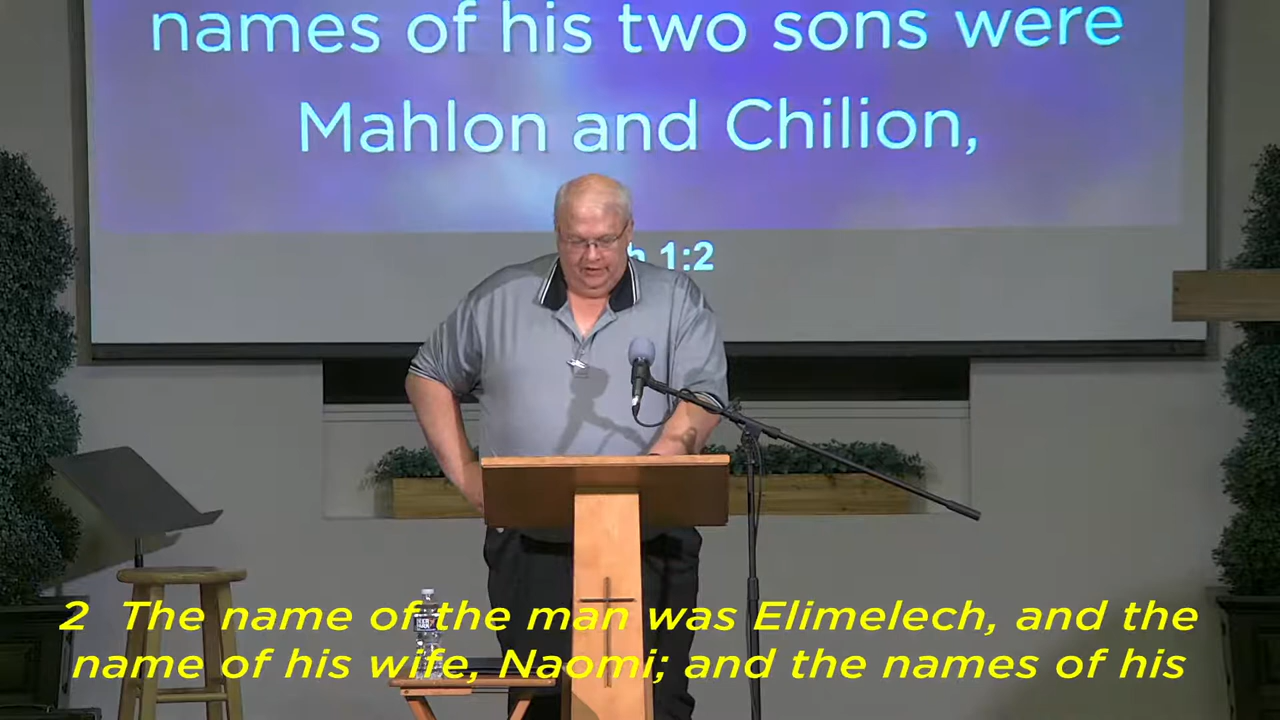 names of his two sons were
Mahlon and Chilion,
h 1:2
2 The name of the man was Elimelech, and the
name of his wife, Naomi; and the names of his